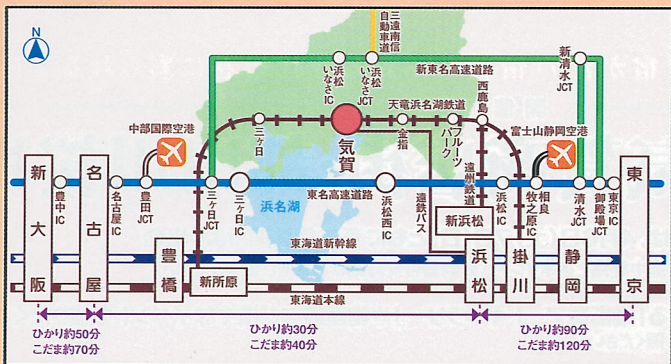 N
三遠南信
自動車道
新東名高速道路
新清水JCT
浜松いなさIC
浜松いなさJCT
西鹿島
天竜浜名湖鉄道
中部国際空港
三ヶ日
気賀
金指
フルーツパーク
富士山静岡空港
遠州鉄道
新大阪
豊中IC
名古屋
名古屋IC
豊田JCT
三ヶ日JCT
三ヶ日IC
東名高速道路
浜松西IC
遠鉄バス
浜松IC
相良牧之原IC
清水JCT
御殿場JCT
東京IC
東京
浜名湖
新浜松
豊橋
東海道新幹線
浜松
掛川
静岡
新所原
東海道本線
ひかり約50分
こだま約70分
ひかり約30分
こだま約40分
ひかり約90分
こだま約120分